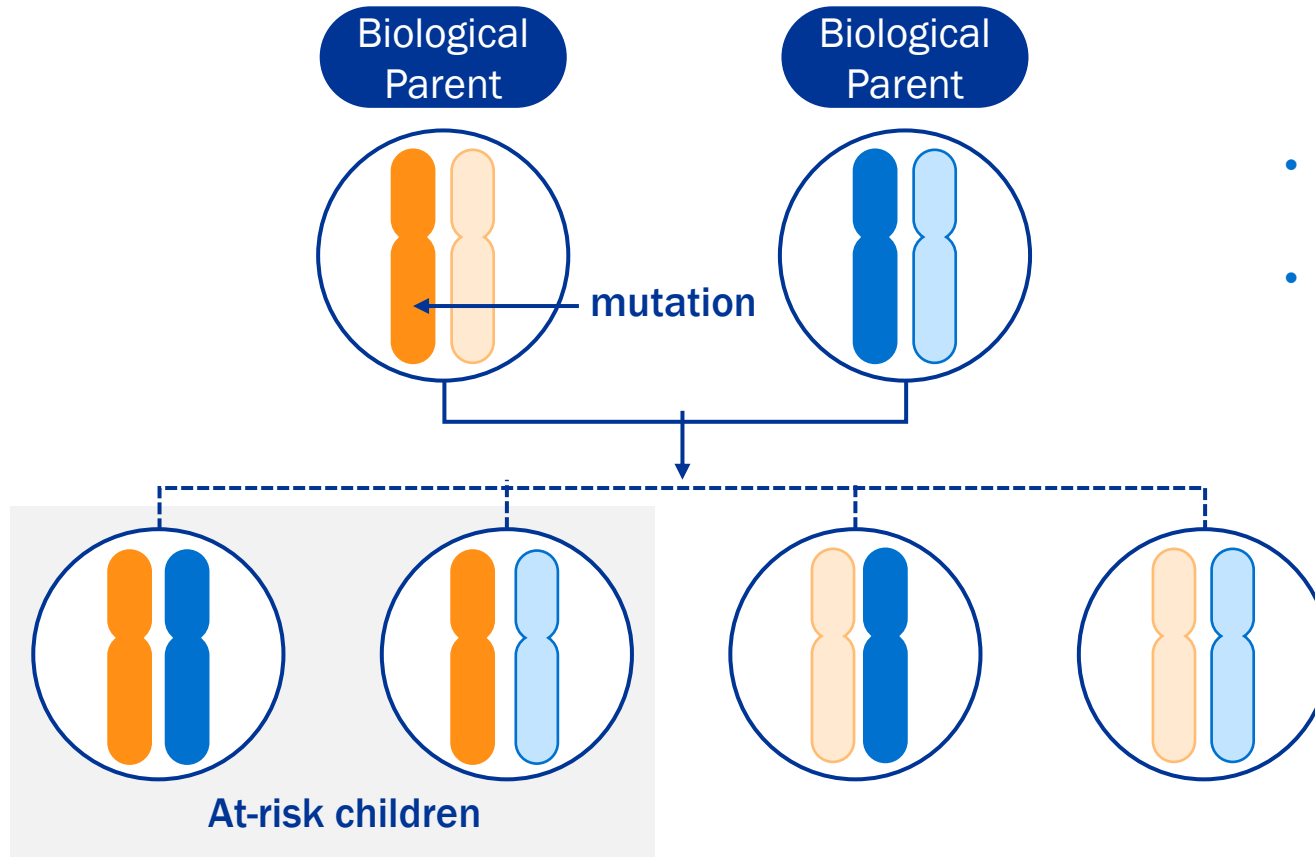 Biological
Parent
Biological
Parent
•
•
mutation
At-risk children